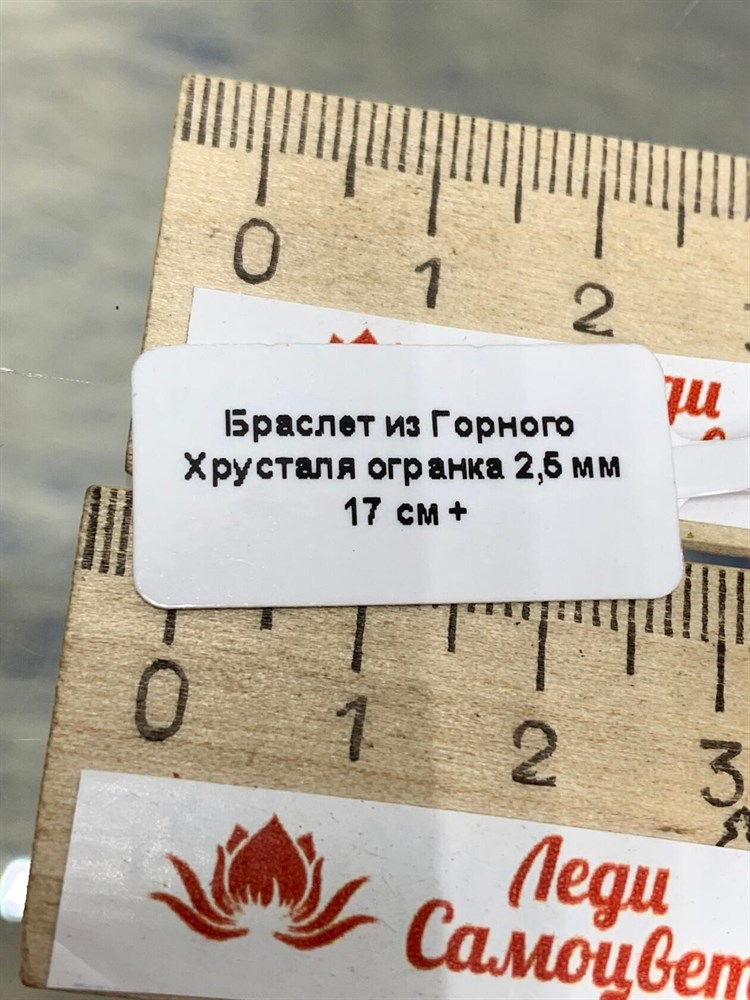 0 1 2
ди
Браслет из Горного
Хрусталя огранка 2,5 мм
17 см +
0 1 2 3
Леди
Самоцвет